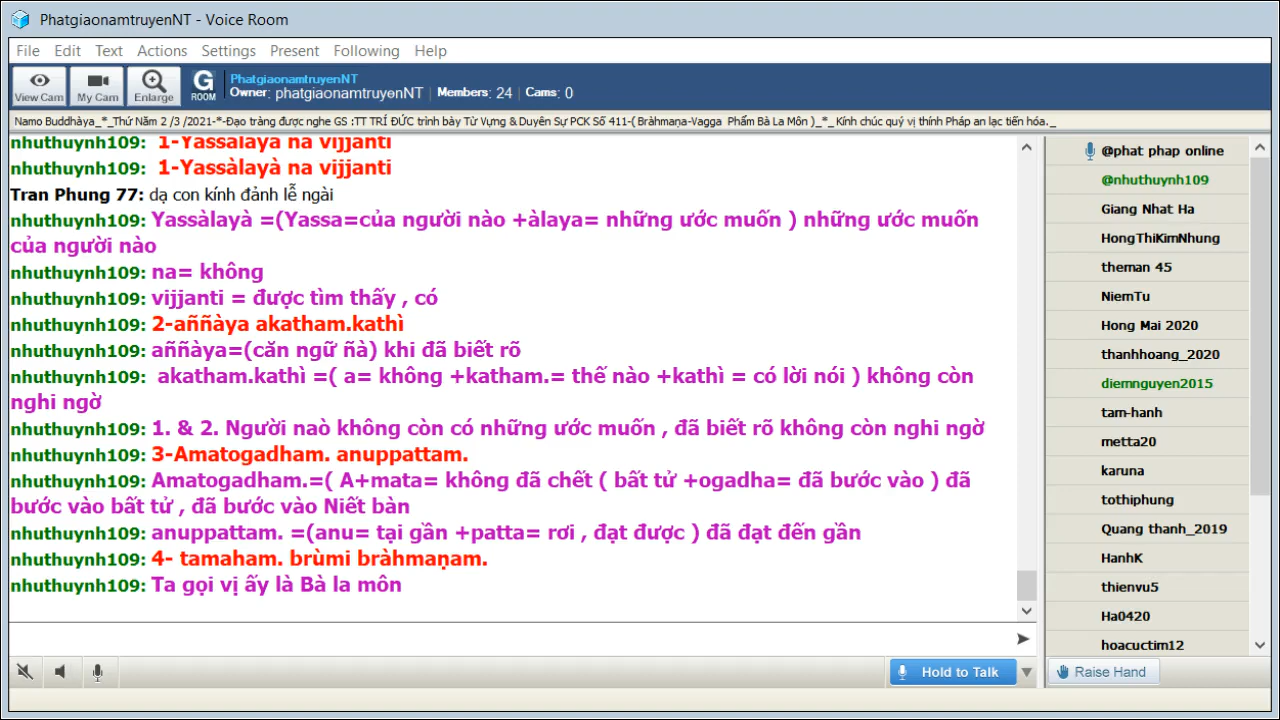 PhatgiaonamtruyenNT - Voice Room
File Edit Text Actions Settings Present Following Help
View Cam My Cam Enlarge G ROOM PhatgiaonamtruyenNT
Owner: phatgiaonamtruyenNT Members: 24 Cams: 0
Namo Buddhàya_*_Thứ Năm 2 /3 /2021-*-Đạo tràng được nghe GS :TT TRÍ ĐỨC trình bày Từ Vựng & Duyên Sự PCK Số 411-( Bràhmaṇa-Vagga Phẩm Bà La Môn )_*_ Kính chúc quý vị thính Pháp an lạc tiến hóa._
nhuthuynh109: 1-Yassàlayà na vijjanti
nhuthuynh109: 1-Yassàlayà na vijjanti
Tran Phung 77: dạ con kính đảnh lễ ngài
nhuthuynh109: Yassàlayà =(Yassa=của người nào +àlaya= những ước muốn ) những ước muốn
của người nào
nhuthuynh109: na= không
nhuthuynh109: vijjanti = được tìm thấy , có
nhuthuynh109: 2-aññàya akatham.kathì
nhuthuynh109: aññàya=(căn ngữ ñà) khi đã biết rõ
nhuthuynh109: akatham.kathì =( a= không +katham.= thế nào +kathì = có lời nói ) không còn
nghi ngờ
nhuthuynh109: 1. & 2. Người naò không còn có những ước muốn , đã biết rõ không còn nghi ngờ
nhuthuynh109: 3-Amatogadham. anuppattam.
nhuthuynh109: Amatogadham.=( A+mata= không đã chết ( bất tử +ogadha= đã bước vào ) đã
bước vào bất tử , đã bước vào Niết bàn
nhuthuynh109: anuppattam. =(anu= tại gần +patta= rơi , đạt được ) đã đạt đến gần
nhuthuynh109: 4- tamaham. brùmi bràhmaṇam.
nhuthuynh109: Ta gọi vị ấy là Bà la môn
@phat phap online
@nhuthuynh109
Giang Nhat Ha
HongThiKimNhung
theman 45
NiemTu
Hong Mai 2020
thanhhoang_2020
diemnguyen2015
tam-hanh
metta20
karuna
tothiphung
Quang thanh_2019
HanhK
thienvu5
Ha0420
hoacuctim12
Hold to Talk
Raise Hand